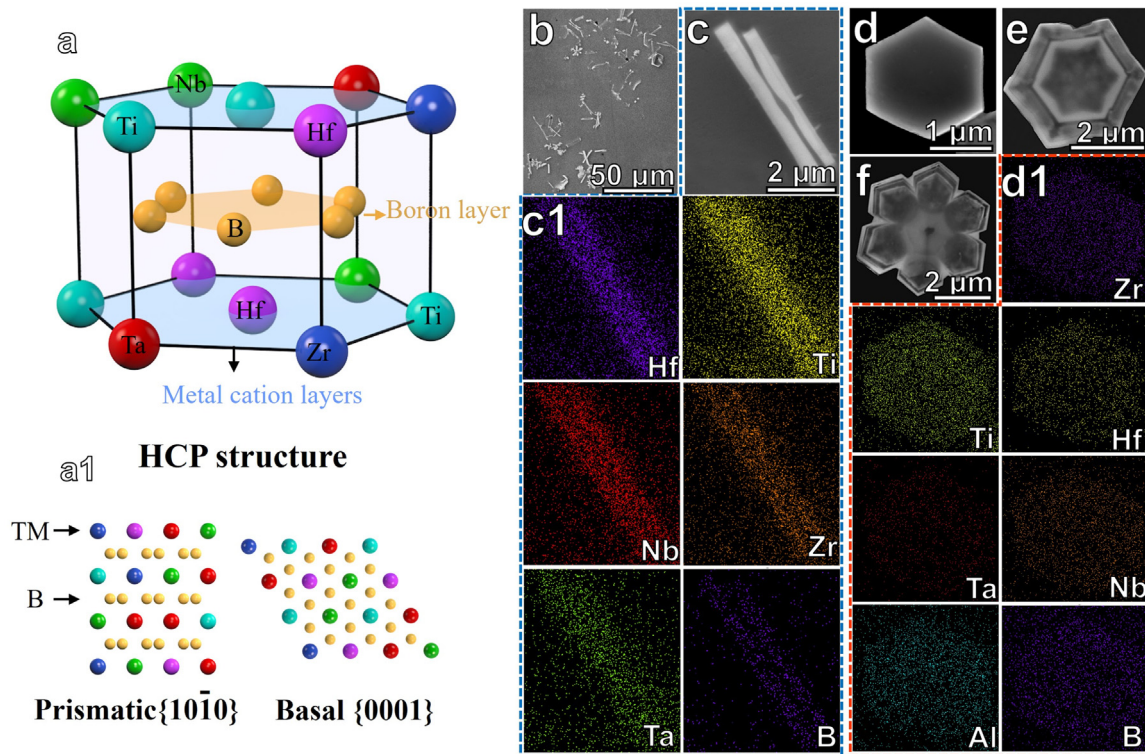 a
Nb
Ti
Hf
B
Boron layer
Hf
Ti
Ta
Zr
Metal cation layers
HCP structure
a1
TM
B
Prismatic{101̄0}
Basal {0001}
b
50 μm
c
2 μm
c1
Hf
Ti
Nb
Zr
Ta
B
d
1 μm
e
2 μm
f
2 μm
d1
Zr
Ti
Hf
Ta
Nb
Al
B